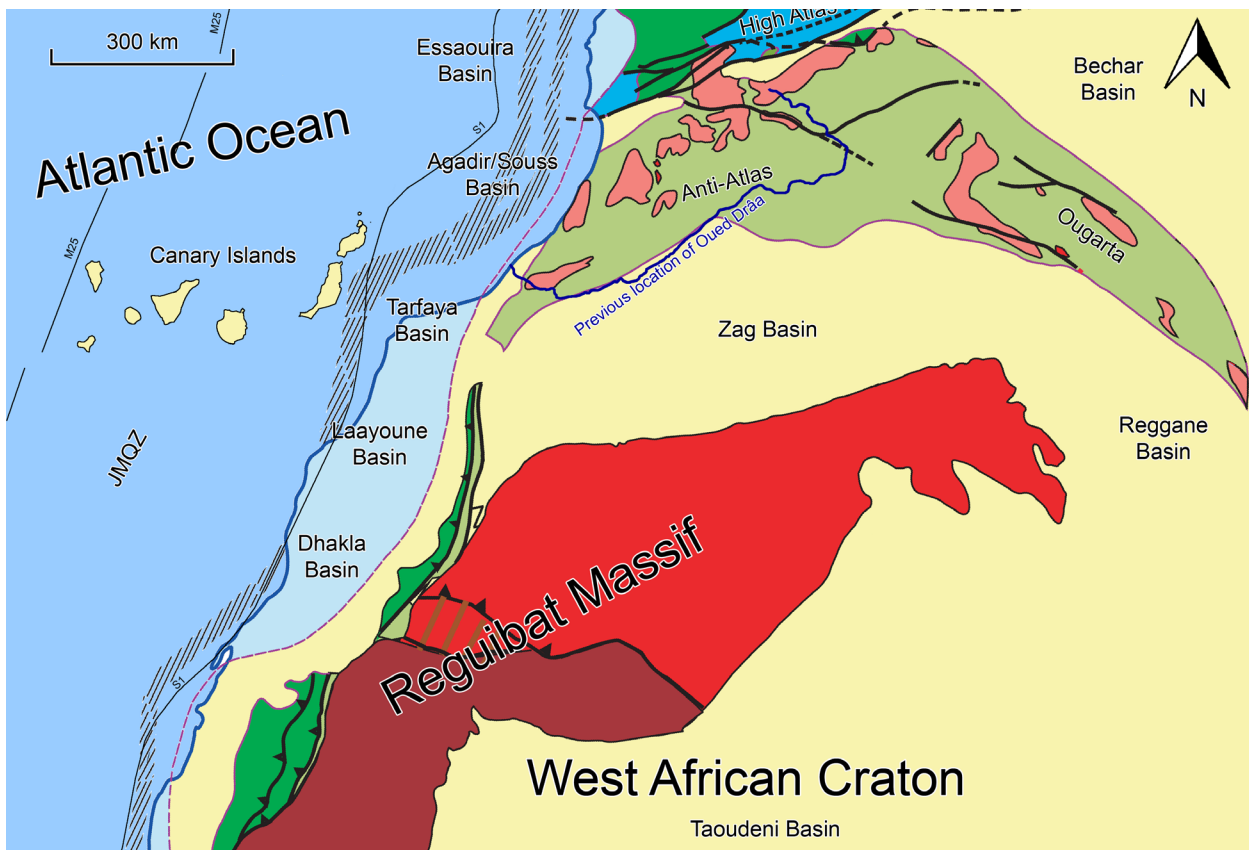 300 km
M25
Essaouira
Basin
High Atlas
Bechar
Basin
N
Atlantic Ocean
S1
Agadir/Souss
Basin
Anti-Atlas
Ougarta
M25
Canary Islands
Previous location of Oued Drâa
Tarfaya
Basin
Zag Basin
JMQZ
Laayoune
Basin
Reggane
Basin
Dhakla
Basin
Reguibat Massif
S1
West African Craton
Taoudeni Basin